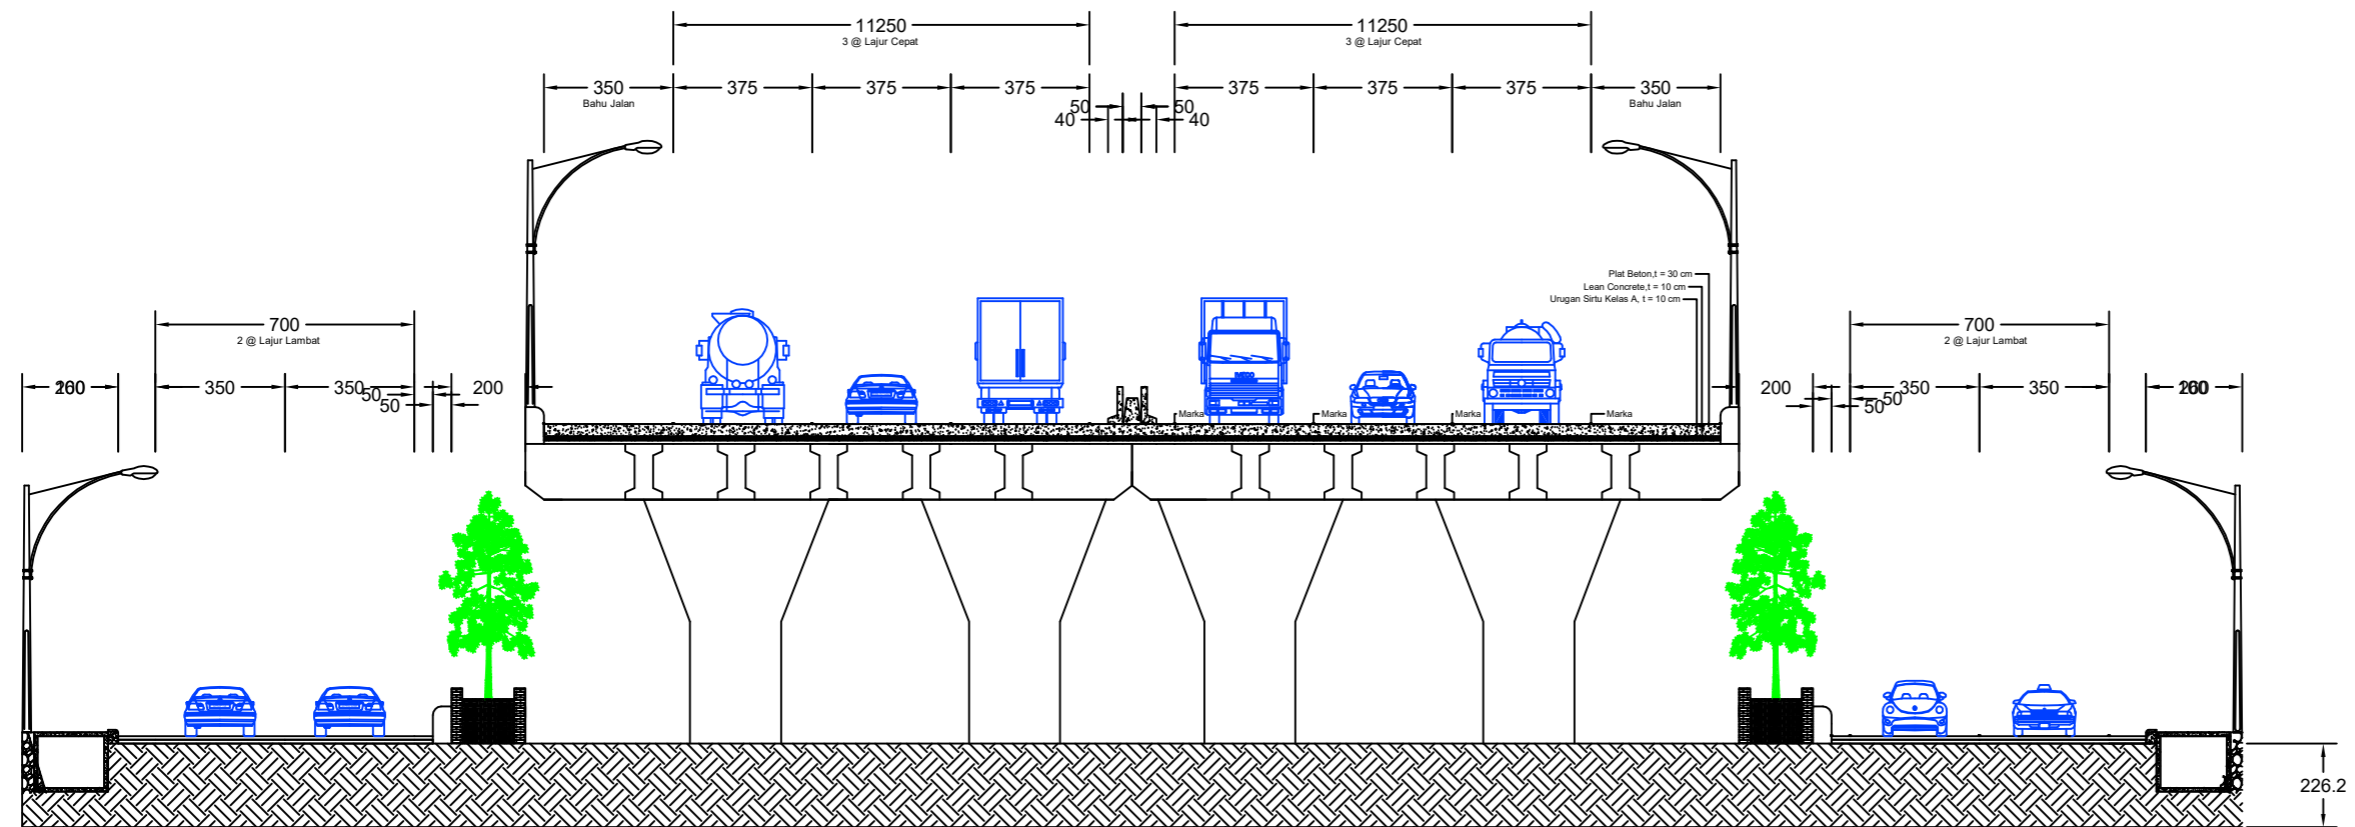 11250
3 @ Lajur Cepat
11250
3 @ Lajur Cepat
350
Bahu Jalan
375
375
375
50
40
50
40
375
375
375
350
Bahu Jalan
Plat Beton,t = 30 cm
Lean Concrete,t = 10 cm
Urugan Sirtu Kelas A, t = 10 cm
700
2 @ Lajur Lambat
700
2 @ Lajur Lambat
350
350
50
50
200
200
50
50
350
350
IVECO
Marka
Marka
Marka
Marka
226.2